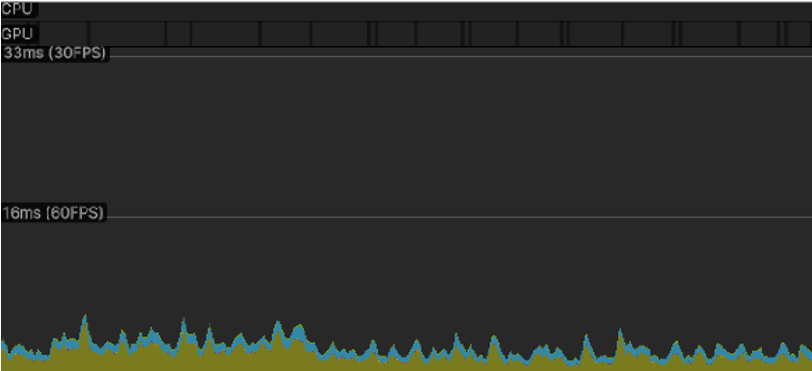 CPU
GPU
33ms (30FPS)
16ms (60FPS)